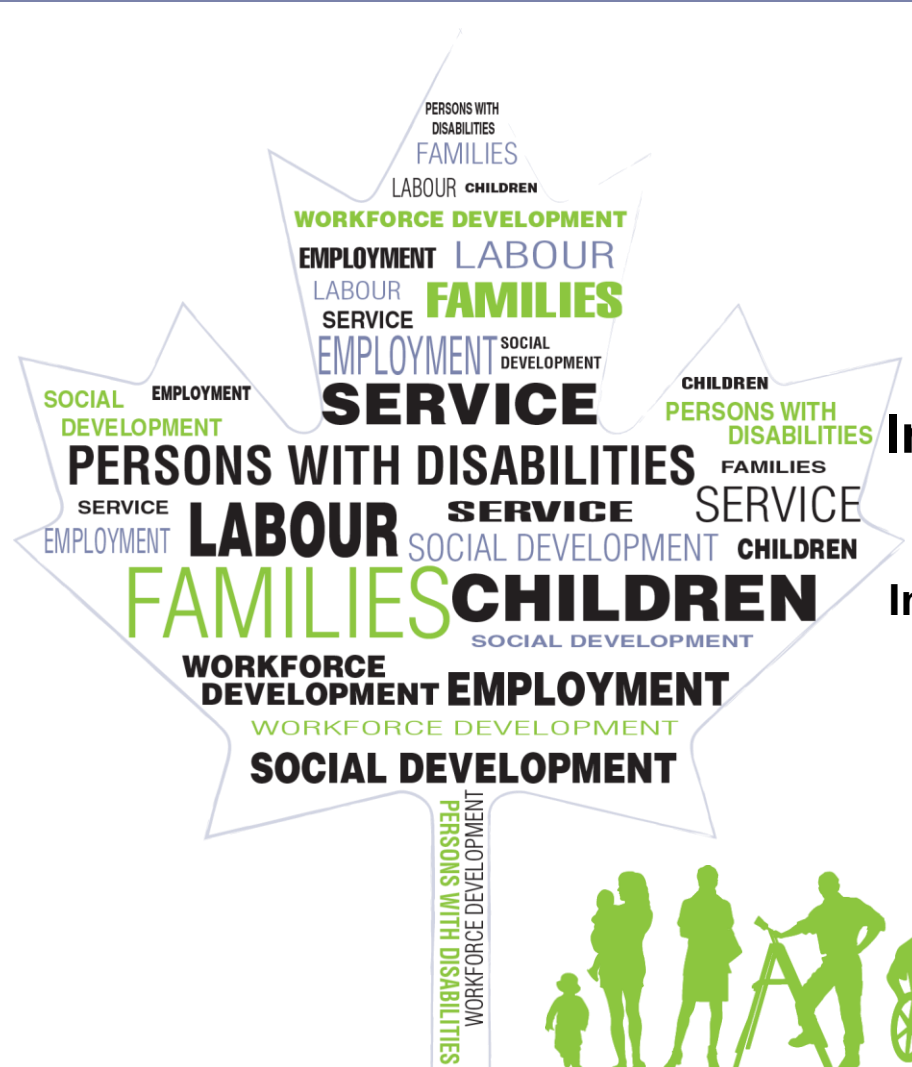 PERSONS WITH
DISABILITIES
FAMILIES
LABOUR CHILDREN
WORKFORCE DEVELOPMENT
EMPLOYMENT LABOUR
LABOUR FAMILIES
SERVICE
EMPLOYMENT SOCIAL
DEVELOPMENT
SERVICE
SOCIAL EMPLOYMENT
DEVELOPMENT
CHILDREN
PERSONS WITH
DISABILITIES
PERSONS WITH DISABILITIES
FAMILIES
SERVICE
SERVICE
SERVICE
EMPLOYMENT LABOUR
SOCIAL DEVELOPMENT CHILDREN
FAMILIES CHILDREN
SOCIAL DEVELOPMENT
WORKFORCE
DEVELOPMENT EMPLOYMENT
WORKFORCE DEVELOPMENT
SOCIAL DEVELOPMENT
PERSONS WITH DISABILITIES
WORKFORCE DEVELOPMENT